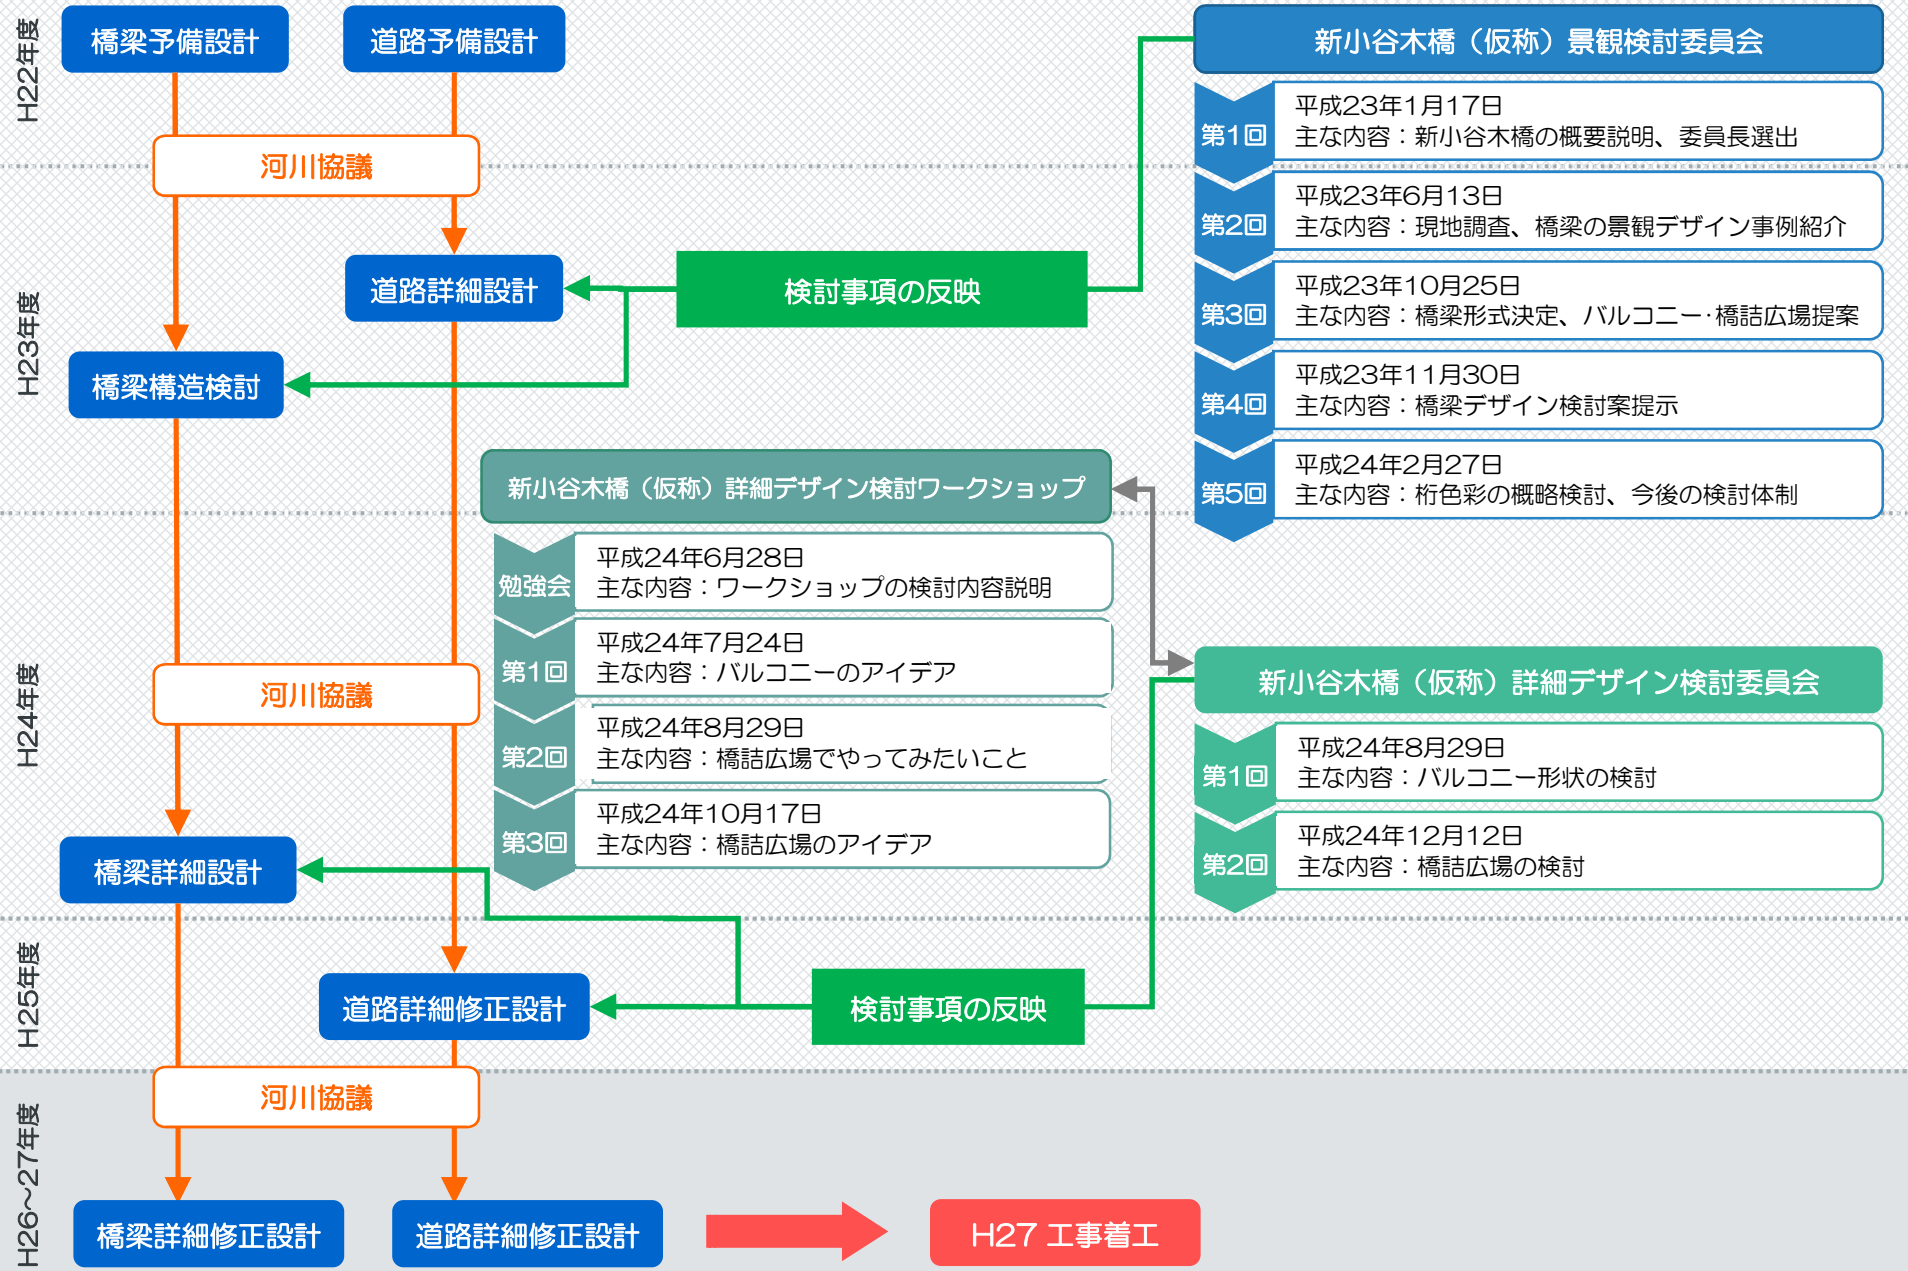 H22年度
橋梁予備設計
道路予備設計
河川協議
H23年度
道路詳細設計
橋梁構造検討
検討事項の反映
新小谷木橋（仮称）景観検討委員会
第1回
平成23年1月17日
主な内容：新小谷木橋の概要説明、委員長選出
第2回
平成23年6月13日
主な内容：現地調査、橋梁の景観デザイン事例紹介
第3回
平成23年10月25日
主な内容：橋梁形式決定、バルコニー･橋詰広場提案
第4回
平成23年11月30日
主な内容：橋梁デザイン検討案提示
第5回
平成24年2月27日
主な内容：桁色彩の概略検討、今後の検討体制
新小谷木橋（仮称）詳細デザイン検討ワークショップ
勉強会
平成24年6月28日
主な内容：ワークショップの検討内容説明
第1回
平成24年7月24日
主な内容：バルコニーのアイデア
第2回
平成24年8月29日
主な内容：橋詰広場でやってみたいこと
第3回
平成24年10月17日
主な内容：橋詰広場のアイデア
H24年度
河川協議
橋梁詳細設計
新小谷木橋（仮称）詳細デザイン検討委員会
第1回
平成24年8月29日
主な内容：バルコニー形状の検討
第2回
平成24年12月12日
主な内容：橋詰広場の検討
H25年度
道路詳細修正設計
検討事項の反映
河川協議
H26～27年度
橋梁詳細修正設計
道路詳細修正設計
H27 工事着工